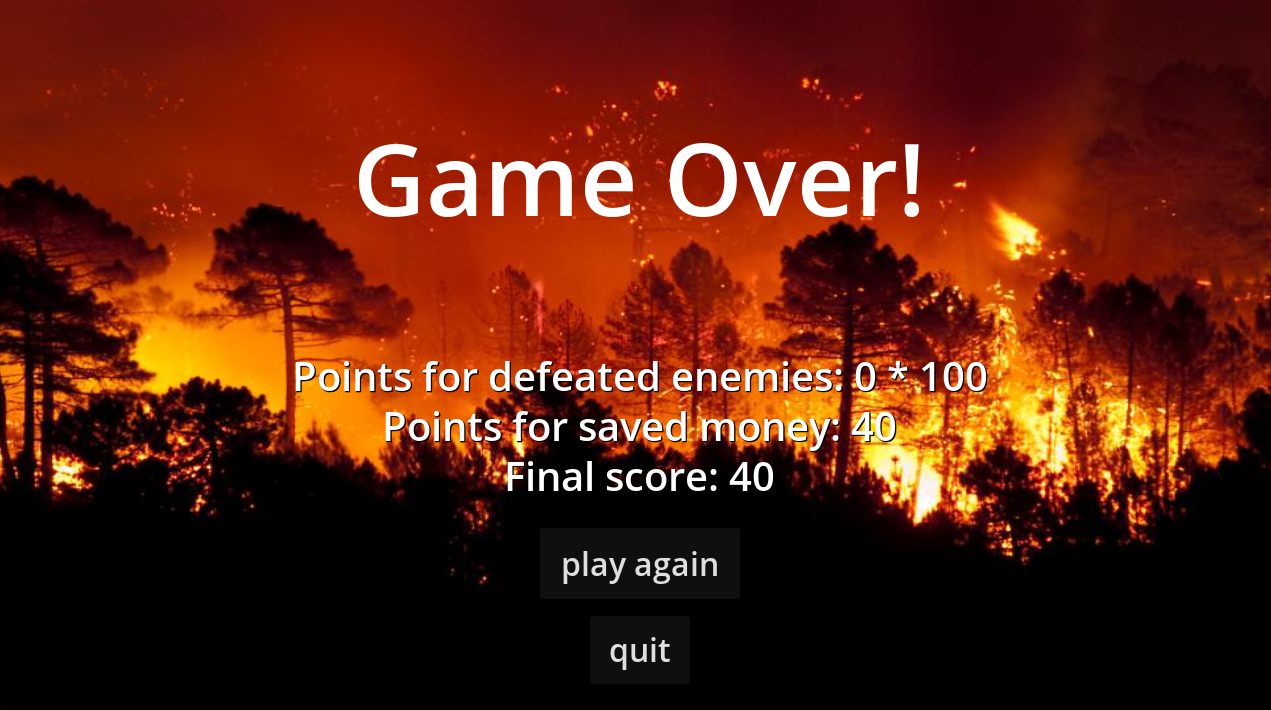 Game Over!
Points for defeated enemies: 0 * 100
Points for saved money: 40
Final score: 40
play again
quit